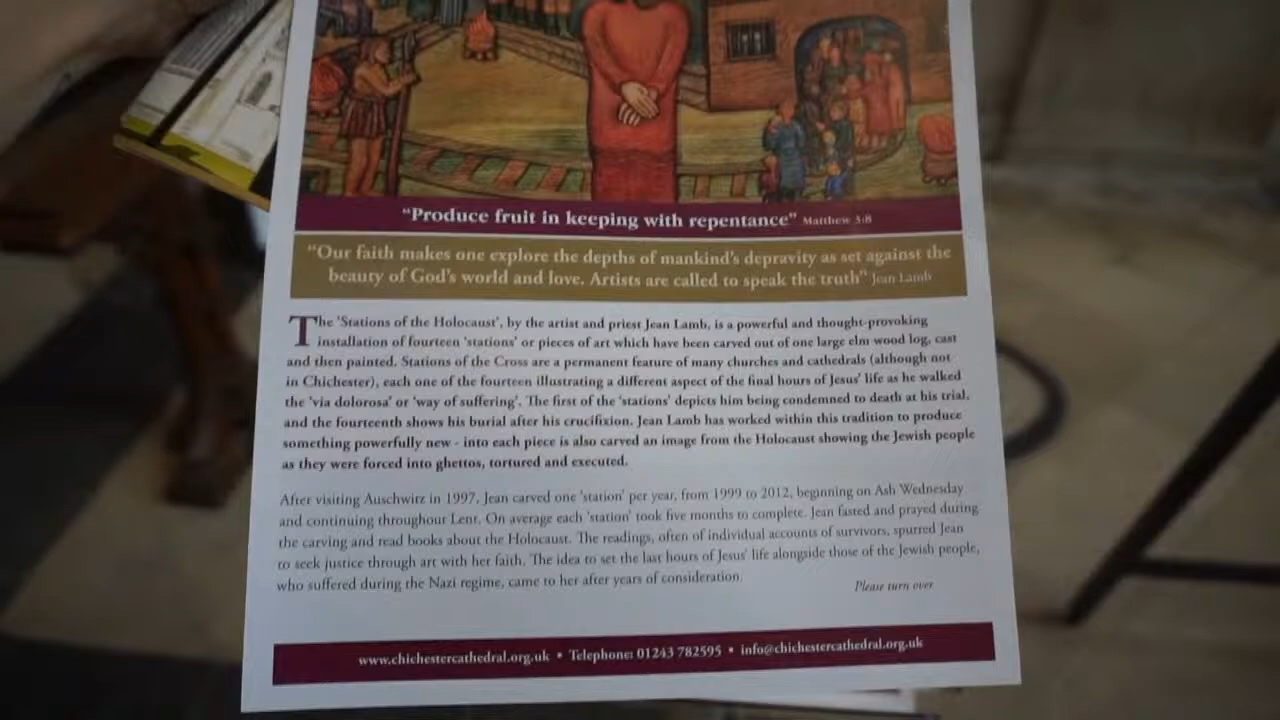 "Produce fruit in keeping with repentance" Matthew 3:8
"Our faith makes one explore the depths of mankind's depravity as set against the
beauty of God's world and love. Artists are called to speak the truth" Jean Lamb
The 'Stations of the Holocaust', by the artist and priest Jean Lamb, is a powerful and thought-provoking
installation of fourteen 'stations' or pieces of art which have been carved out of one large elm wood log, cast
and then painted. Stations of the Cross are a permanent feature of many churches and cathedrals (although not
in Chichester), each one of the fourteen illustrating a different aspect of the final hours of Jesus' life as he walked
the 'via dolorosa' or 'way of suffering'. The first of the 'stations' depicts him being condemned to death at his trial,
and the fourteenth shows his burial after his crucifixion. Jean Lamb has worked within this tradition to produce
something powerfully new - into each piece is also carved an image from the Holocaust showing the Jewish people
as they were forced into ghettos, tortured and executed.
After visiting Auschwitz in 1997, Jean carved one 'station' per year, from 1999 to 2012, beginning on Ash Wednesday
and continuing throughout Lent. On average each 'station' took five months to complete. Jean fasted and prayed during
the carving and read books about the Holocaust. The readings, often of individual accounts of survivors, spurred Jean
to seek justice through art with her faith. The idea to set the last hours of Jesus' life alongside those of the Jewish people,
who suffered during the Nazi regime, came to her after years of consideration.
Please turn over
www.chichestercathedral.org.uk • Telephone: 01243 782595 • info@chichestercathedral.org.uk